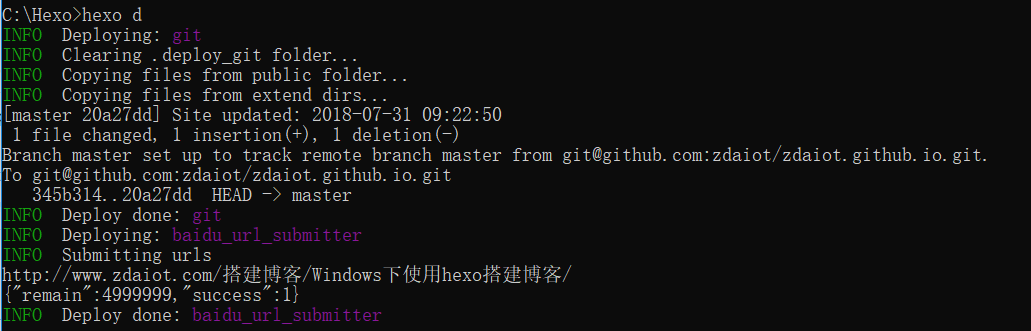 C:\Hexo>hexo d
INFO  Deploying: git
INFO  Clearing .deploy_git folder...
INFO  Copying files from public folder...
INFO  Copying files from extend dirs...
[master 20a27dd] Site updated: 2018-07-31 09:22:50
 1 file changed, 1 insertion(+), 1 deletion(-)
Branch master set up to track remote branch master from git@github.com:zdaiot/zdaiot.github.io.git.
To git@github.com:zdaiot/zdaiot.github.io.git
   345b314..20a27dd  HEAD -> master
INFO  Deploy done: git
INFO  Deploying: baidu_url_submitter
INFO  Submitting urls
http://www.zdaiot.com/搭建博客/Windows下使用hexo搭建博客/
{"remain":4999999,"success":1}
INFO  Deploy done: baidu_url_submitter